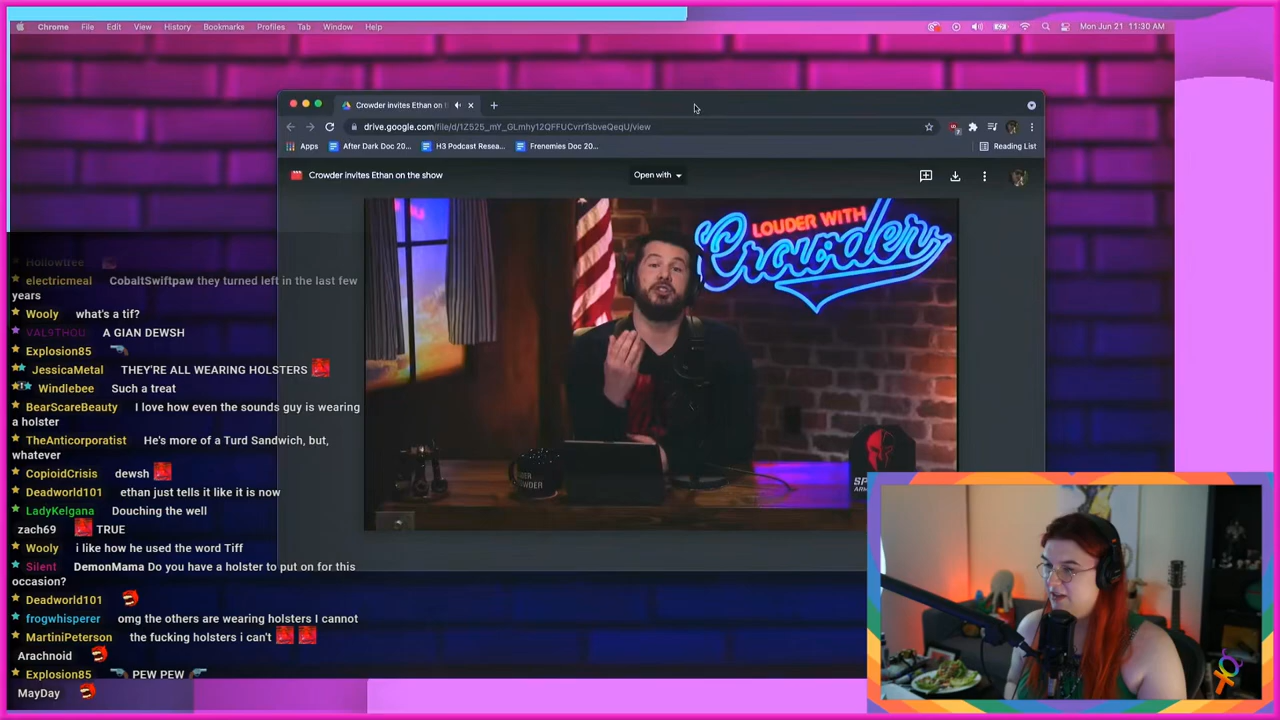 Chrome File Edit View History Bookmarks Profiles Tab Window Help
Mon Jun 21 11:30 AM
Crowder invites Ethan on t
drive.google.com/file/d/1Z525_mY_GLmhy12QFFUCvrrTsbveQeqU/view
Apps After Dark Doc 20... H3 Podcast Resea... Frenemies Doc 20...
Reading List
Crowder invites Ethan on the show
Open with
LOUDER WITH
Crowder
CROWDER
SP
Hollowtree
electricmeal CobaltSwiftpaw they turned left in the last few
years
Wooly what's a tif?
VAL9THOU A GIAN DEWSH
Explosion85
JessicaMetal THEY'RE ALL WEARING HOLSTERS
Windlebee Such a treat
BearScareBeauty I love how even the sounds guy is wearing
a holster
TheAnticorporatist He's more of a Turd Sandwich, but,
whatever
CopioidCrisis dewsh
Deadworld101 ethan just tells it like it is now
LadyKelgana Douching the well
zach69 TRUE
Wooly i like how he used the word Tiff
Silent DemonMama Do you have a holster to put on for this
occasion?
Deadworld101
frogwhisperer omg the others are wearing holsters I cannot
MartiniPeterson the fucking holsters i can't
Arachnoid
Explosion85 PEW PEW
MayDay